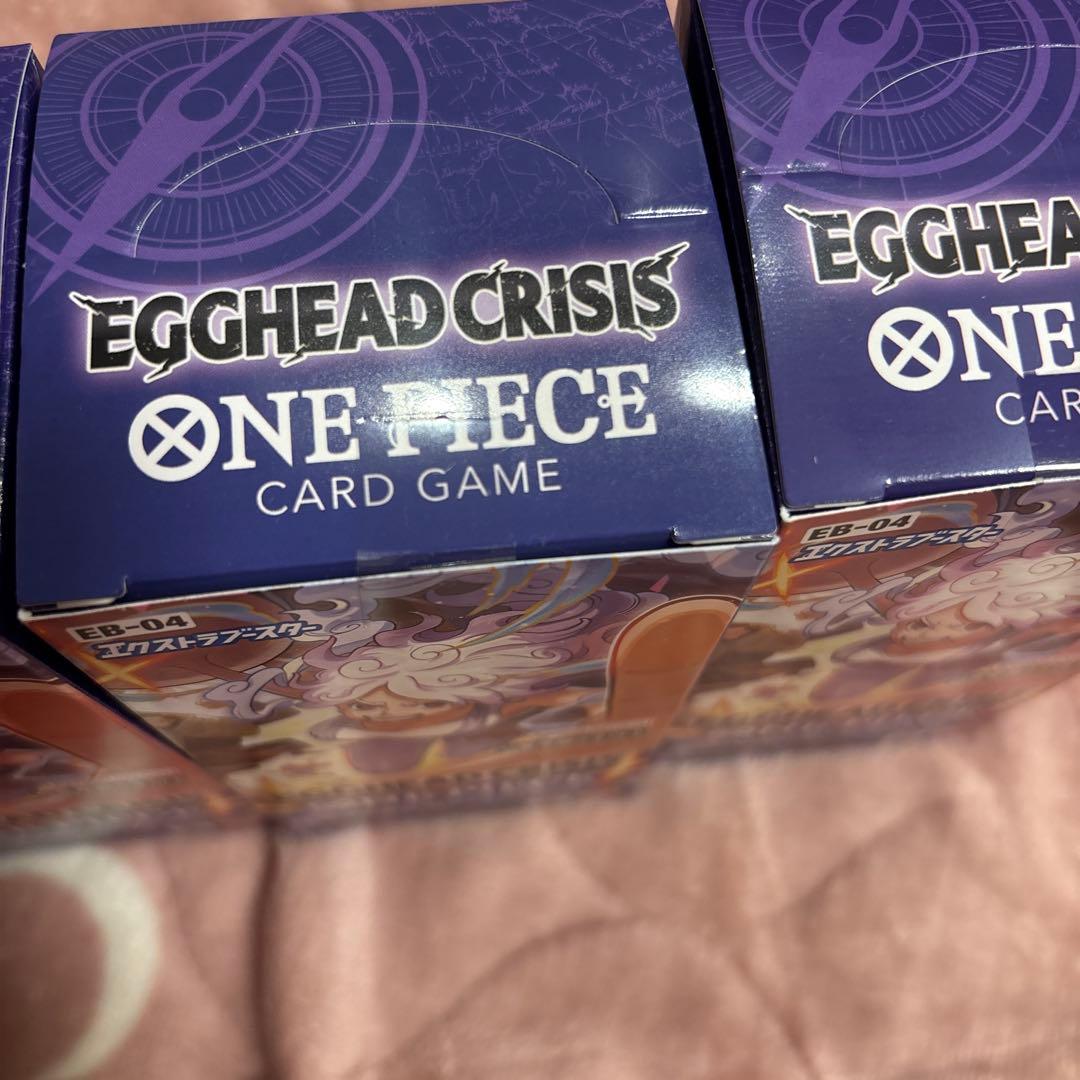 EGGHEAD CRISIS
ONE PIECE
CARD GAME
EB-04
エクストラブースター
EGGHEA
ONE
CAR
EB-04
エクストラブースター